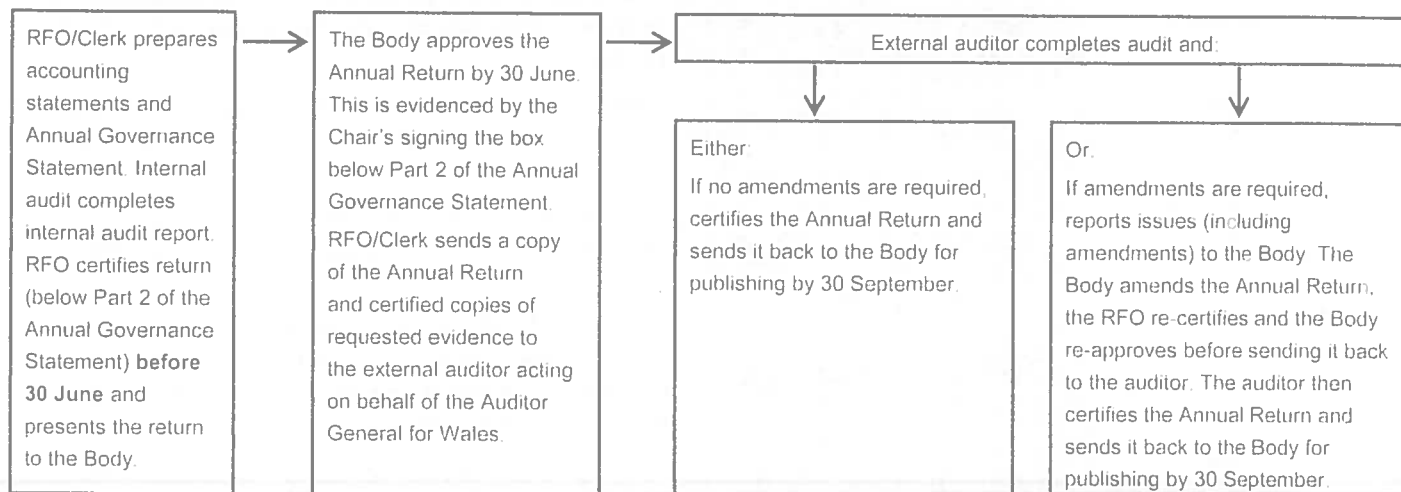 RFO/Clerk prepares
accounting
statements and
Annual Governance
Statement. Internal
audit completes
internal audit report.
RFO certifies return
(below Part 2 of the
Annual Governance
Statement) before
30 June and
presents the return
to the Body.
The Body approves the
Annual Return by 30 June.
This is evidenced by the
Chair's signing the box
below Part 2 of the Annual
Governance Statement.
RFO/Clerk sends a copy
of the Annual Return
and certified copies of
requested evidence to
the external auditor acting
on behalf of the Auditor
General for Wales.
External auditor completes audit and:
Either:
If no amendments are required,
certifies the Annual Return and
sends it back to the Body for
publishing by 30 September.
Or.
If amendments are required,
reports issues (including
amendments) to the Body The
Body amends the Annual Return,
the RFO re-certifies and the Body
re-approves before sending it back
to the auditor. The auditor then
certifies the Annual Return and
sends it back to the Body for
publishing by 30 September.